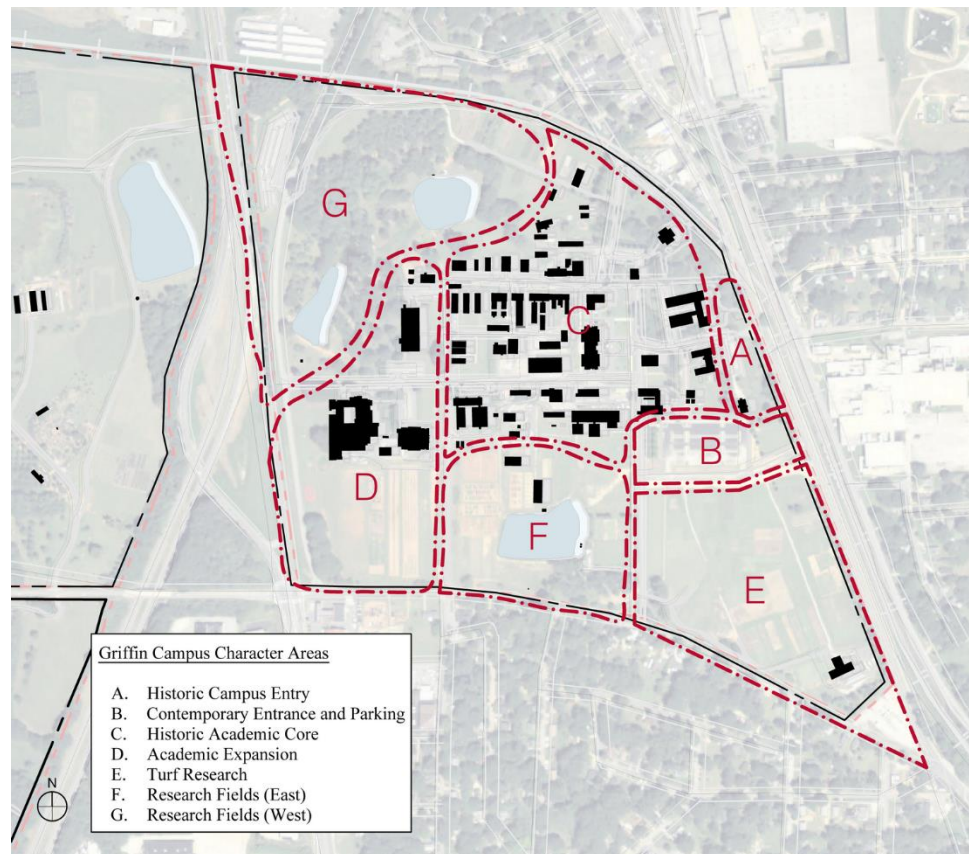 G
C
A
B
D
F
E
Griffin Campus Character Areas
A. Historic Campus Entry
B. Contemporary Entrance and Parking
C. Historic Academic Core
D. Academic Expansion
E. Turf Research
F. Research Fields (East)
G. Research Fields (West)
N